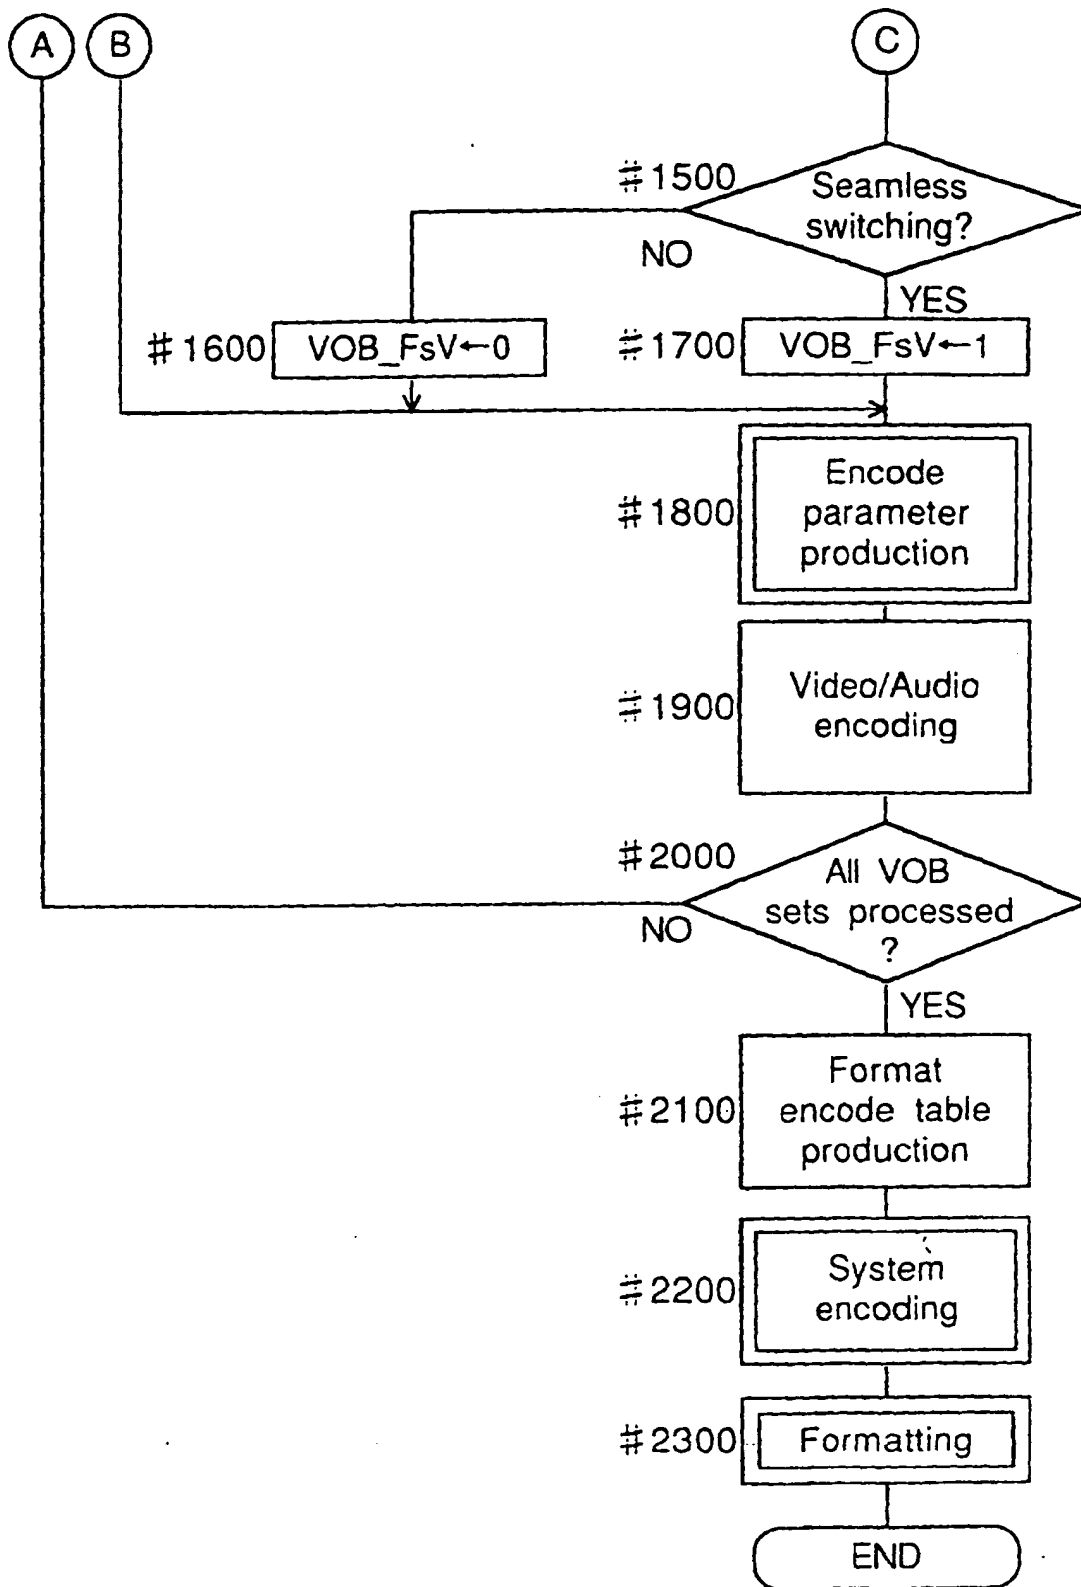 A B C
#1500 Seamless
switching?
NO
YES
#1600 VOB_FsV←0
#1700 VOB_FsV←1
#1800 Encode
parameter
production
#1900 Video/Audio
encoding
#2000 All VOB
sets processed
?
NO
YES
#2100 Format
encode table
production
#2200 System
encoding
#2300 Formatting
END